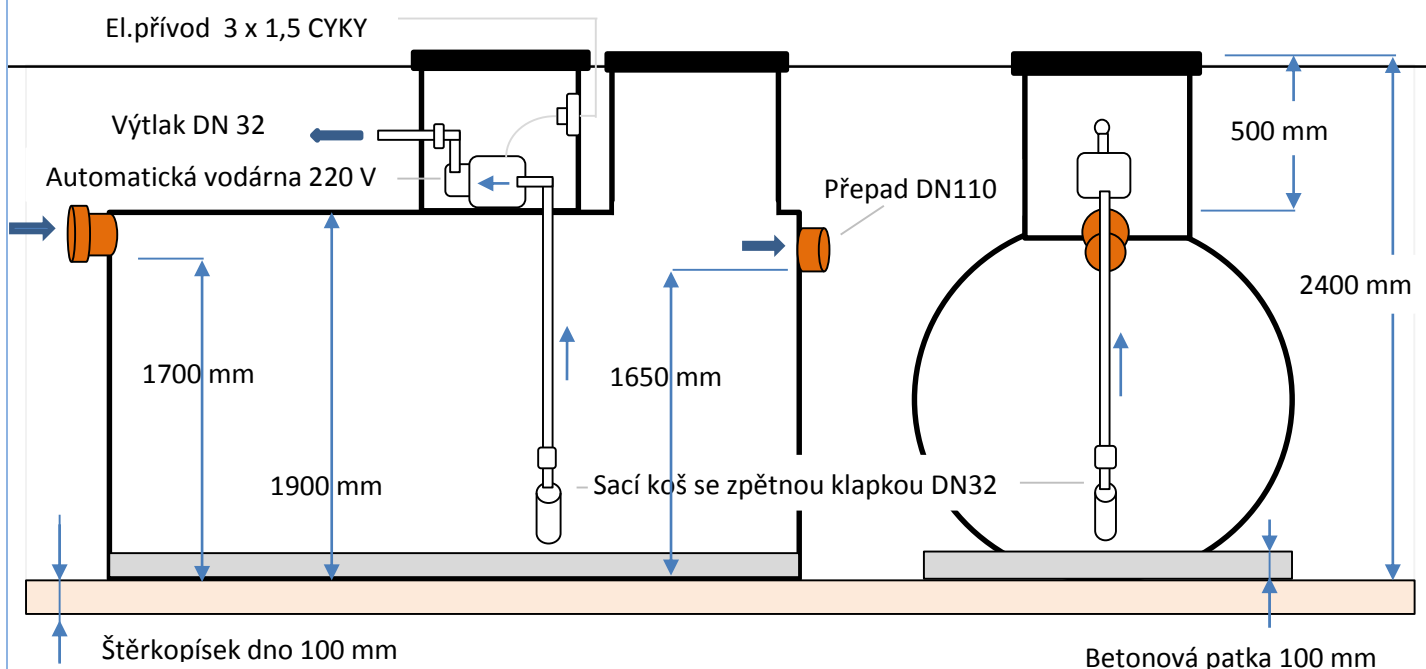 El.přívod 3 x 1,5 CYKY
Výtlak DN 32
500 mm
Automatická vodárna 220 V
Přepad DN110
2400 mm
1700 mm
1650 mm
1900 mm
Sací koš se zpětnou klapkou DN32
Štěrkopísek dno 100 mm
Betonová patka 100 mm